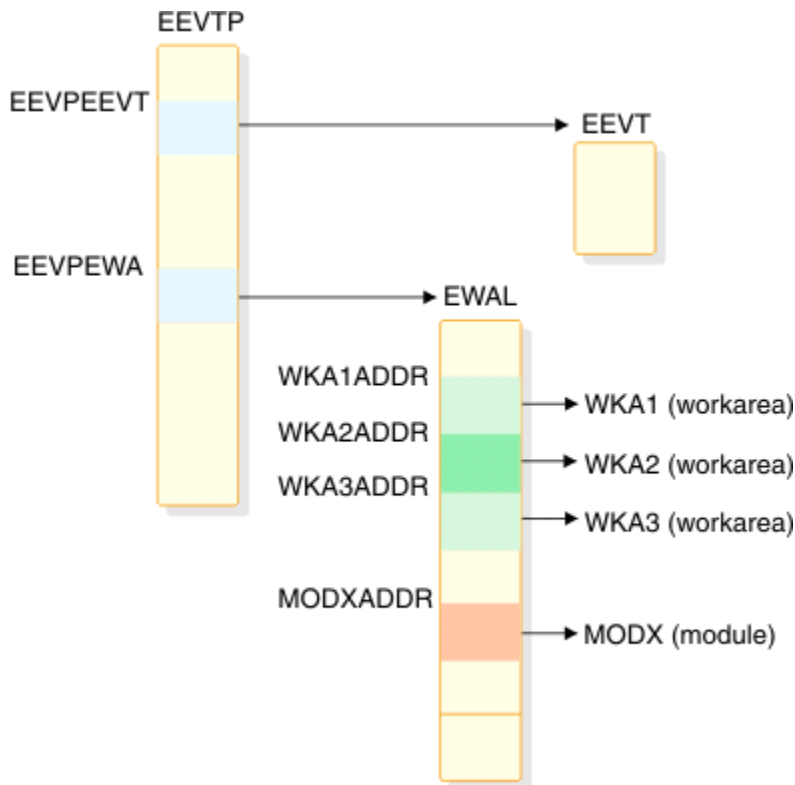 EEVTP
EEVPEEVT
EEVT
EEVPEWA
EWAL
WKA1ADDR
WKA1 (workarea)
WKA2ADDR
WKA2 (workarea)
WKA3ADDR
WKA3 (workarea)
MODXADDR
MODX (module)